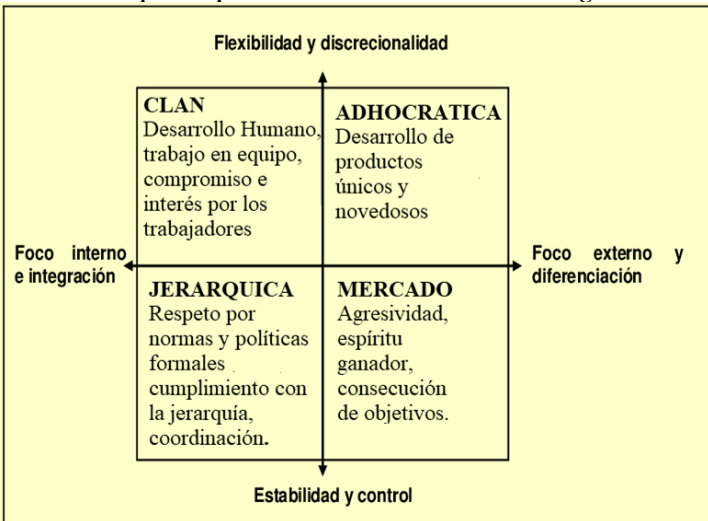 Flexibilidad y discrecionalidad
CLAN
Desarrollo Humano,
trabajo en equipo,
compromiso e
interés por los
trabajadores
ADHOCRATICA
Desarrollo de
productos
únicos y
novedosos
Foco interno
e integración
Foco externo y
diferenciación
JERARQUICA
Respeto por
normas y políticas
formales
cumplimiento con
la jerarquía,
coordinación.
MERCADO
Agresividad,
espíritu
ganador,
consecución
de objetivos.
Estabilidad y control